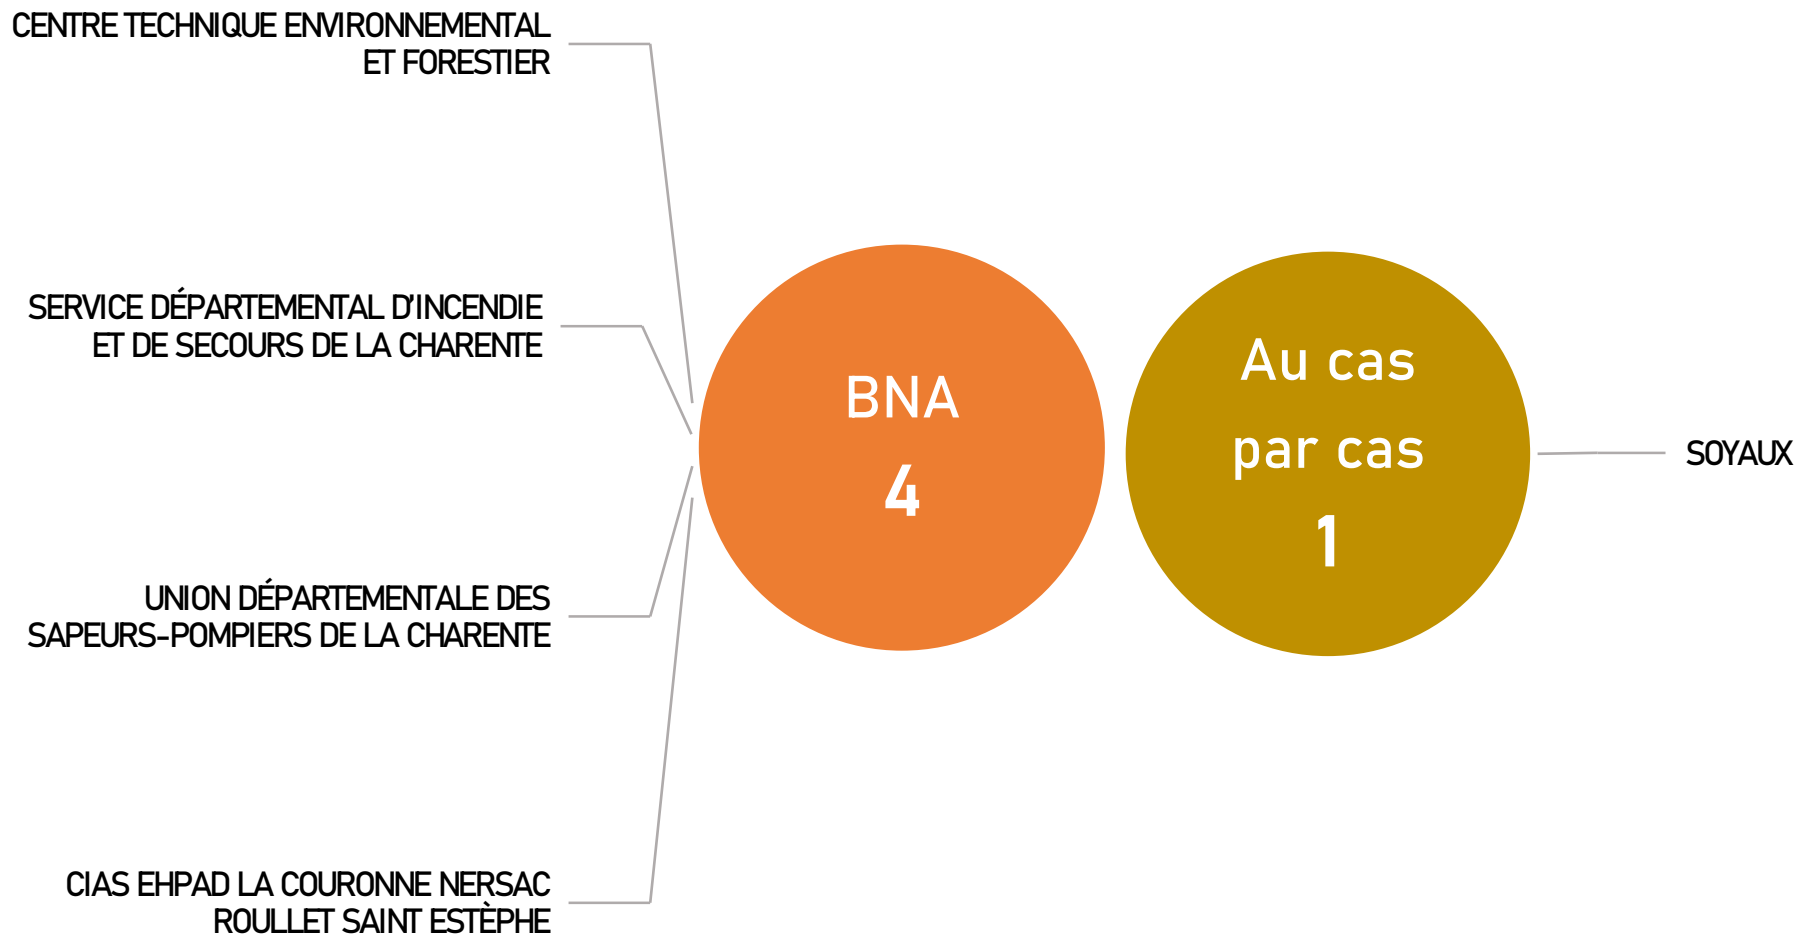 CENTRE TECHNIQUE ENVIRONNEMENTAL
ET FORESTIER
SERVICE DÉPARTEMENTAL D'INCENDIE
ET DE SECOURS DE LA CHARENTE
UNION DÉPARTEMENTALE DES
SAPEURS-POMPIERS DE LA CHARENTE
CIAS EHPAD LA COURONNE NERSAC
ROULLET SAINT ESTÈPHE
BNA
4
Au cas
par cas
1
SOYAUX